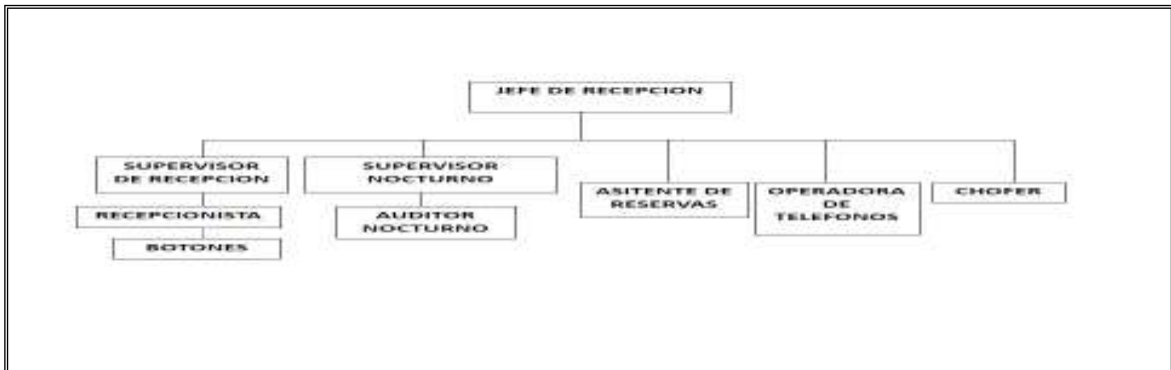 JEFE DE RECEPCION
SUPERVISOR
DE RECEPCION
RECEPCIONISTA
BOTONES
SUPERVISOR
NOCTURNO
AUDITOR
NOCTURNO
ASITENTE DE
RESERVAS
OPERADORA
DE
TELEFONOS
CHOFER